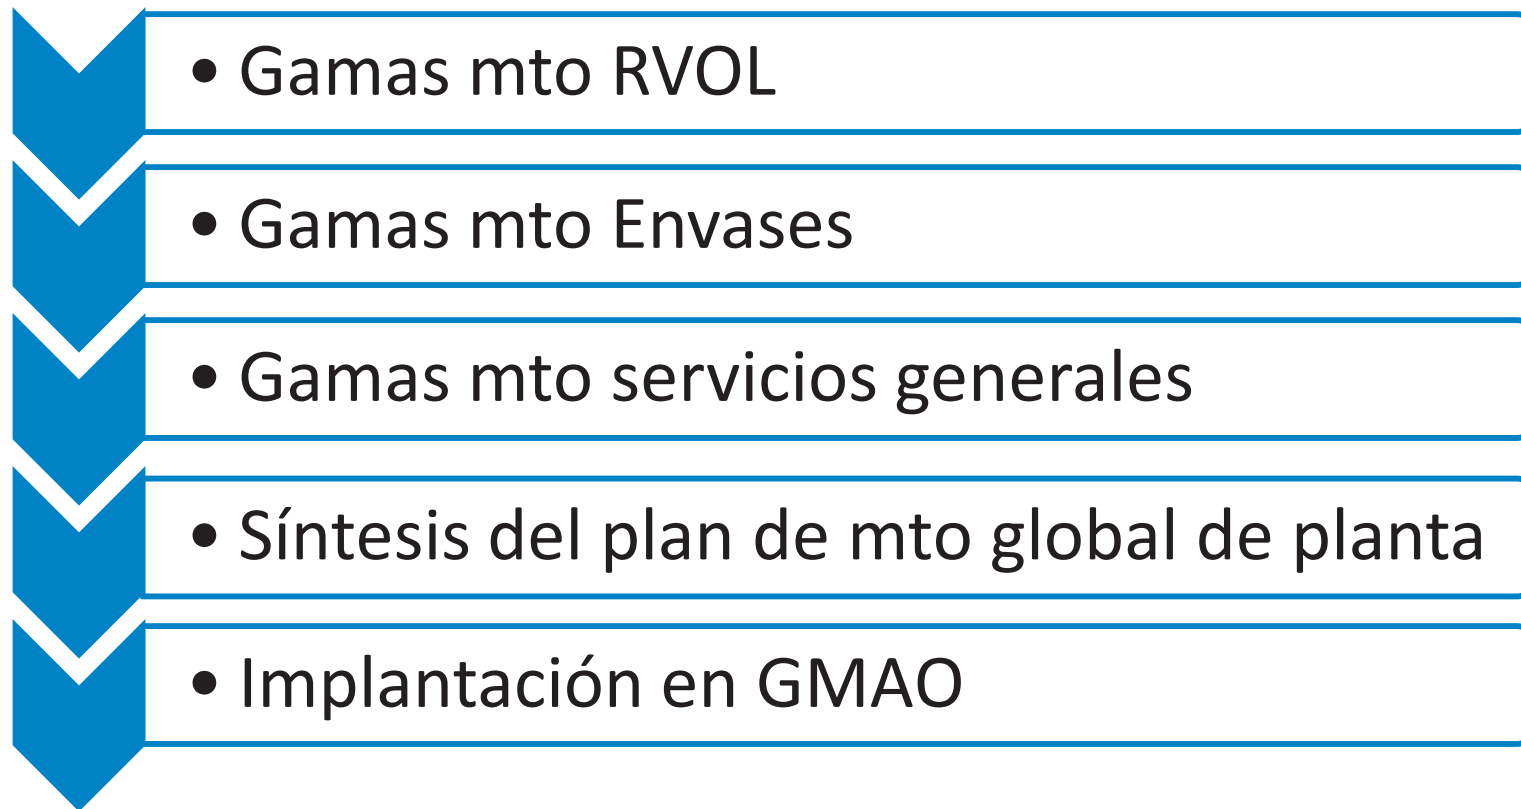 • Gamas mto RVOL
• Gamas mto Envases
• Gamas mto servicios generales
• Síntesis del plan de mto global de planta
• Implantación en GMAO